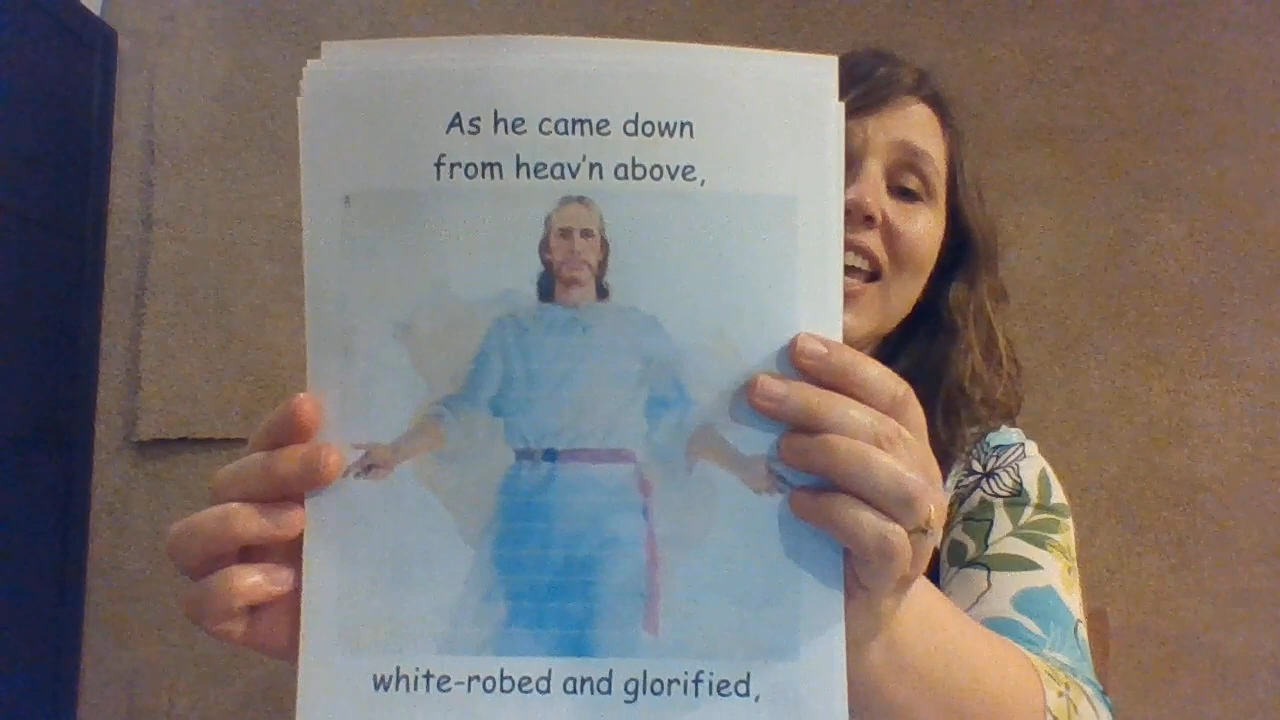 As he came down
from heav'n above,
white-robed and glorified,